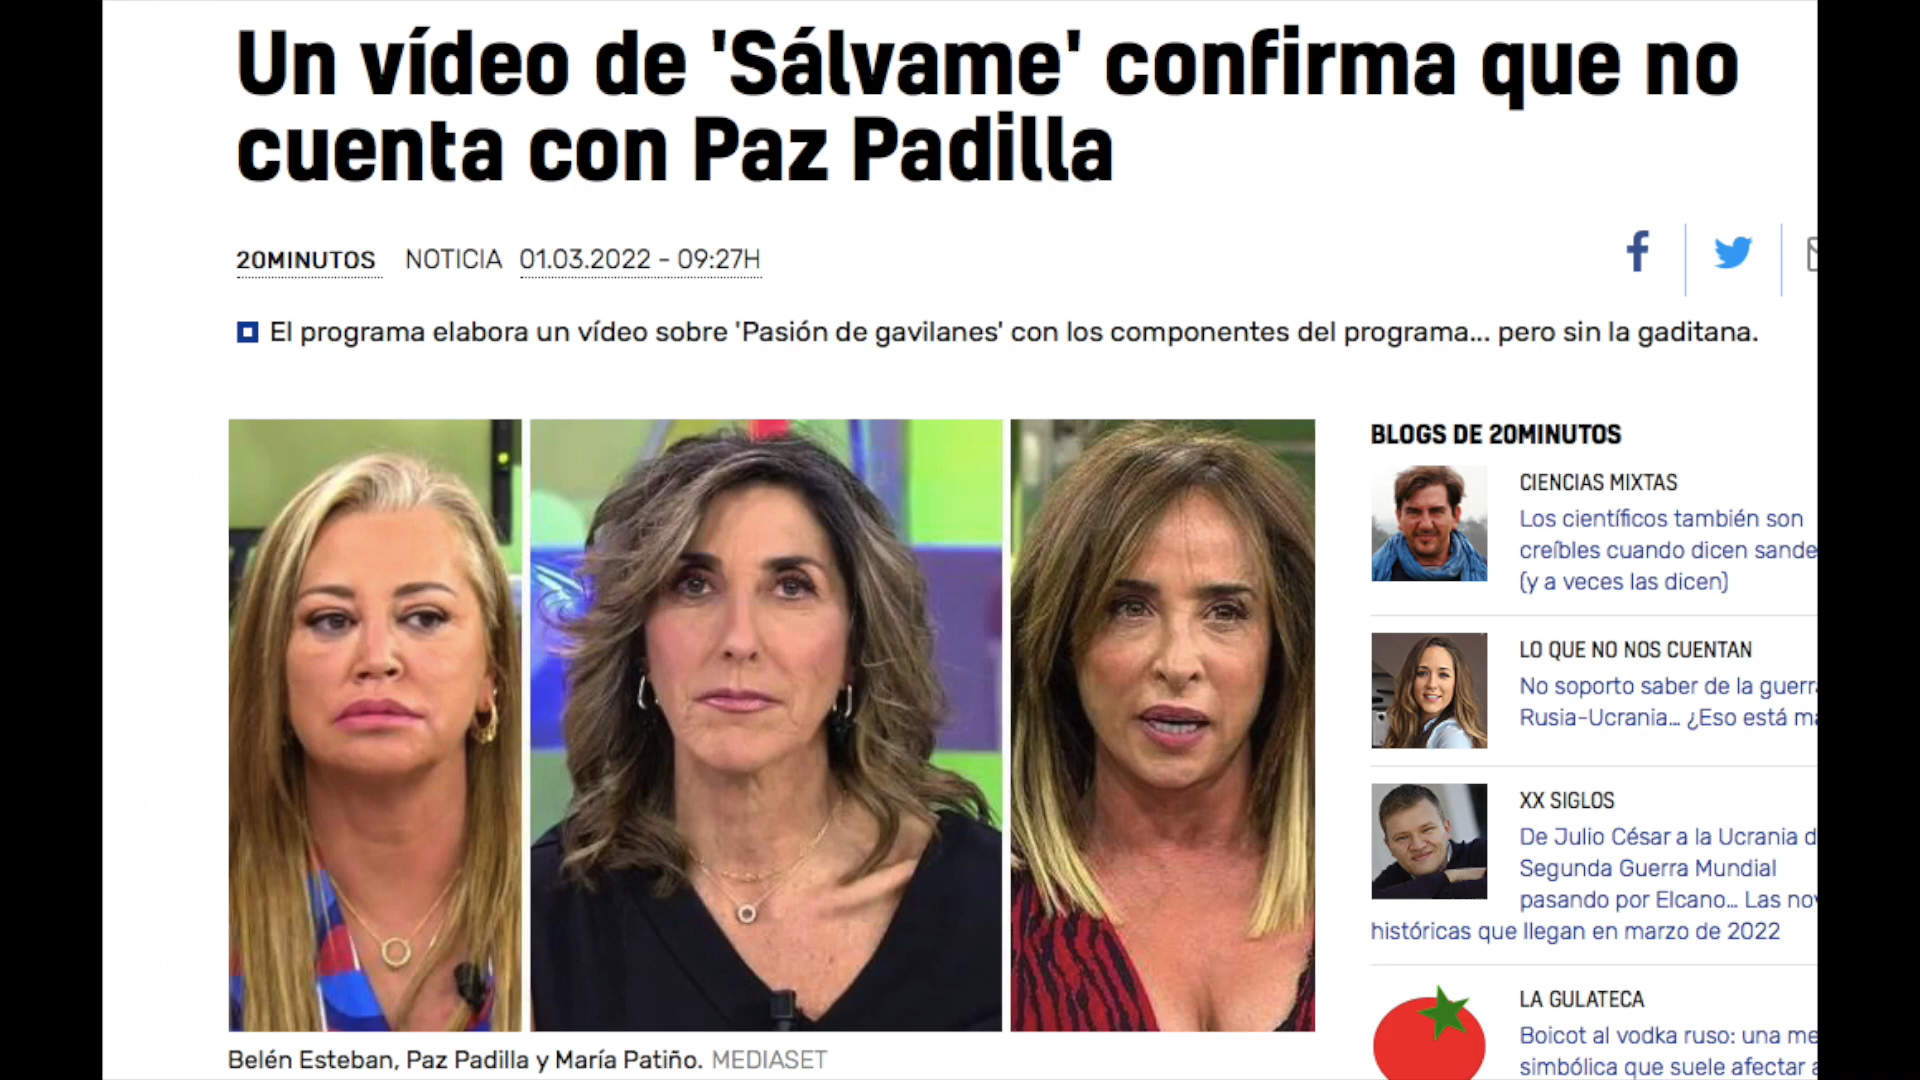 Un vídeo de 'Sálvame' confirma que no
cuenta con Paz Padilla
20MINUTOS NOTICIA 01.03.2022 - 09:27H
El programa elabora un vídeo sobre 'Pasión de gavilanes' con los componentes del programa... pero sin la gaditana.
Belén Esteban, Paz Padilla y María Patiño. MEDIASET
BLOGS DE 20MINUTOS
CIENCIAS MIXTAS
Los científicos también son
creíbles cuando dicen sande
(y a veces las dicen)
LO QUE NO NOS CUENTAN
No soporto saber de la guerr
Rusia-Ucrania... ¿Eso está ma
XX SIGLOS
De Julio César a la Ucrania d
Segunda Guerra Mundial
pasando por Elcano... Las nov
históricas que llegan en marzo de 2022
LA GULATECA
Boicot al vodka ruso: una me
simbólica que suele afectar a